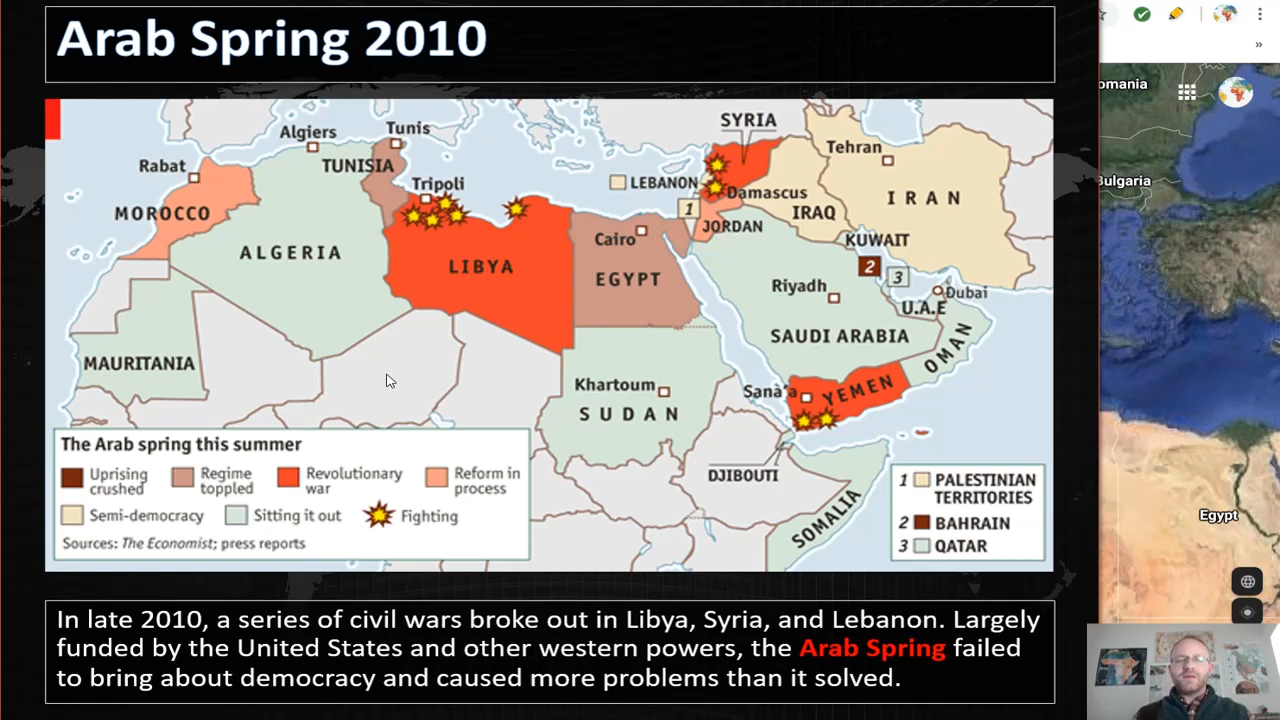 Arab Spring 2010
Algiers
Tunis
SYRIA
Tehran
Rabat
TUNISIA
LEBANON
Damascus
IRAN
Tripoli
MOROCCO
1
JORDAN
IRAQ
Cairo
KUWAIT
ALGERIA
LIBYA
EGYPT
2
3
Riyadh
Dubai
U.A.E
SAUDI ARABIA
OMAN
MAURITANIA
Khartoum
SUDAN
Sanà'a
YEMEN
DJIBOUTI
SOMALIA
The Arab spring this summer
Uprising
crushed
Regime
toppled
Revolutionary
war
Reform in
process
Semi-democracy
Sitting it out
Fighting
Sources: The Economist; press reports
1 PALESTINIAN
TERRITORIES
2 BAHRAIN
3 QATAR
In late 2010, a series of civil wars broke out in Libya, Syria, and Lebanon. Largely
funded by the United States and other western powers, the Arab Spring failed
to bring about democracy and caused more problems than it solved.
omania
Bulgaria
Egypt